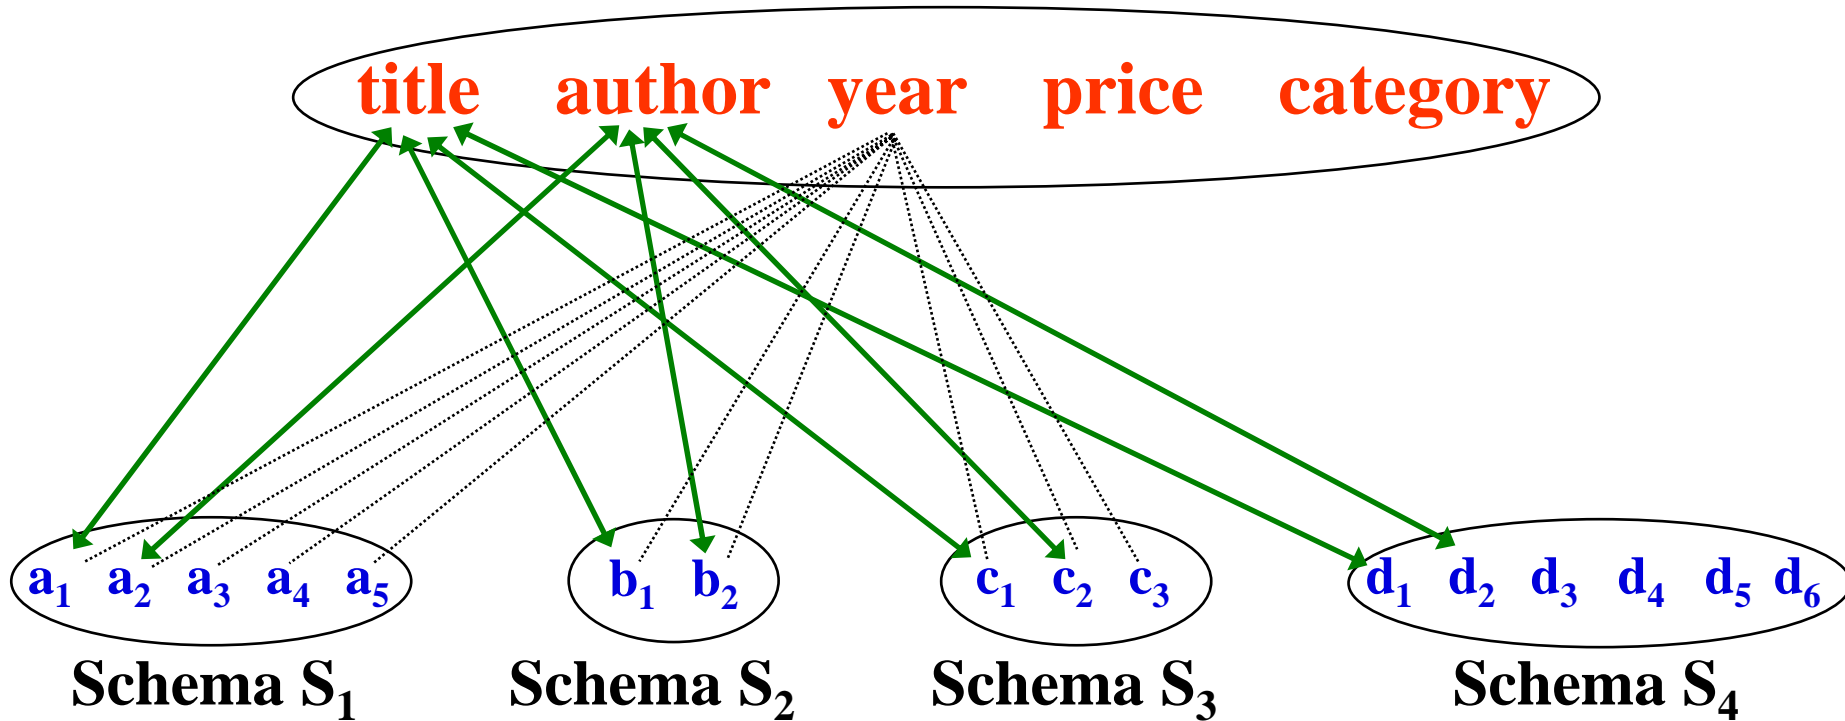 title author year price category
a₁ a₂ a₃ a₄ a₅ b₁ b₂ c₁ c₂ c₃ d₁ d₂ d₃ d₄ d₅ d₆
Schema S₁ Schema S₂ Schema S₃ Schema S₄